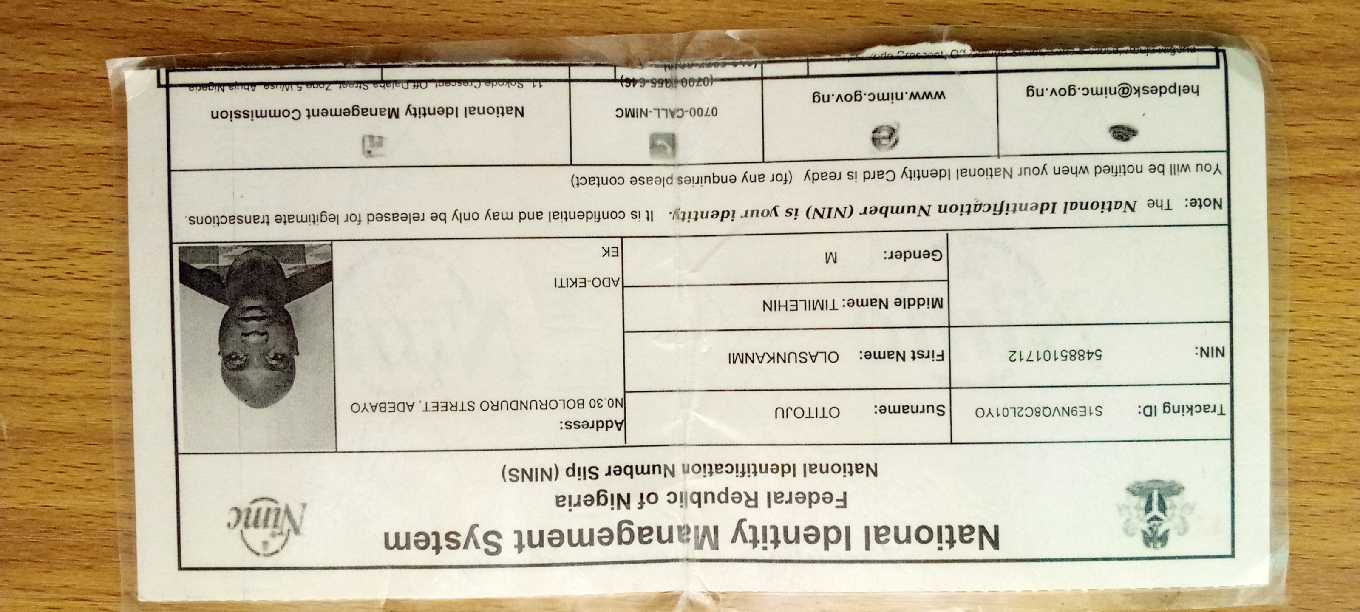 National Identity Management System
Federal Republic of Nigeria
National Identification Number Slip (NINS)
Nimc
Tracking ID: S1E9NVQ8C2L01YO
Surname: OTITOJU
Address:
N0.30 BOLORUNDURO STREET, ADEBAYO
NIN: 54885101712
First Name: OLASUNKANMI
Middle Name: TIMILEHIN
ADO-EKITI
Gender: M
EK
Note: The National Identification Number (NIN) is your identity. It is confidential and may only be released for legitimate transactions.
You will be notified when your National Identity Card is ready (for any enquiries please contact)
helpdesk@nimc.gov.ng
www.nimc.gov.ng
0700-CALL-NIMC
(0700-2255-646)
National Identity Management Commission
11, Sokode Crescent, Off Dalaba Street, Zone 5 Wuse, Abuja Nigeria